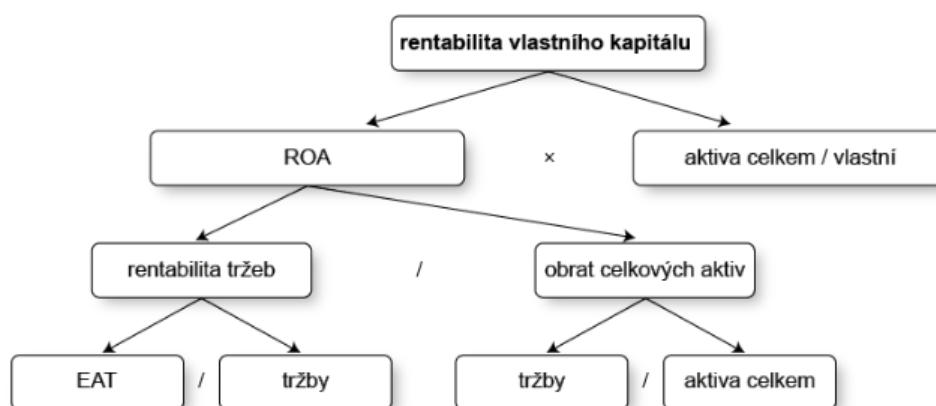 rentabilita vlastního kapitálu
ROA × aktiva celkem / vlastní
rentabilita tržeb / obrat celkových aktiv
EAT / tržby tržby / aktiva celkem